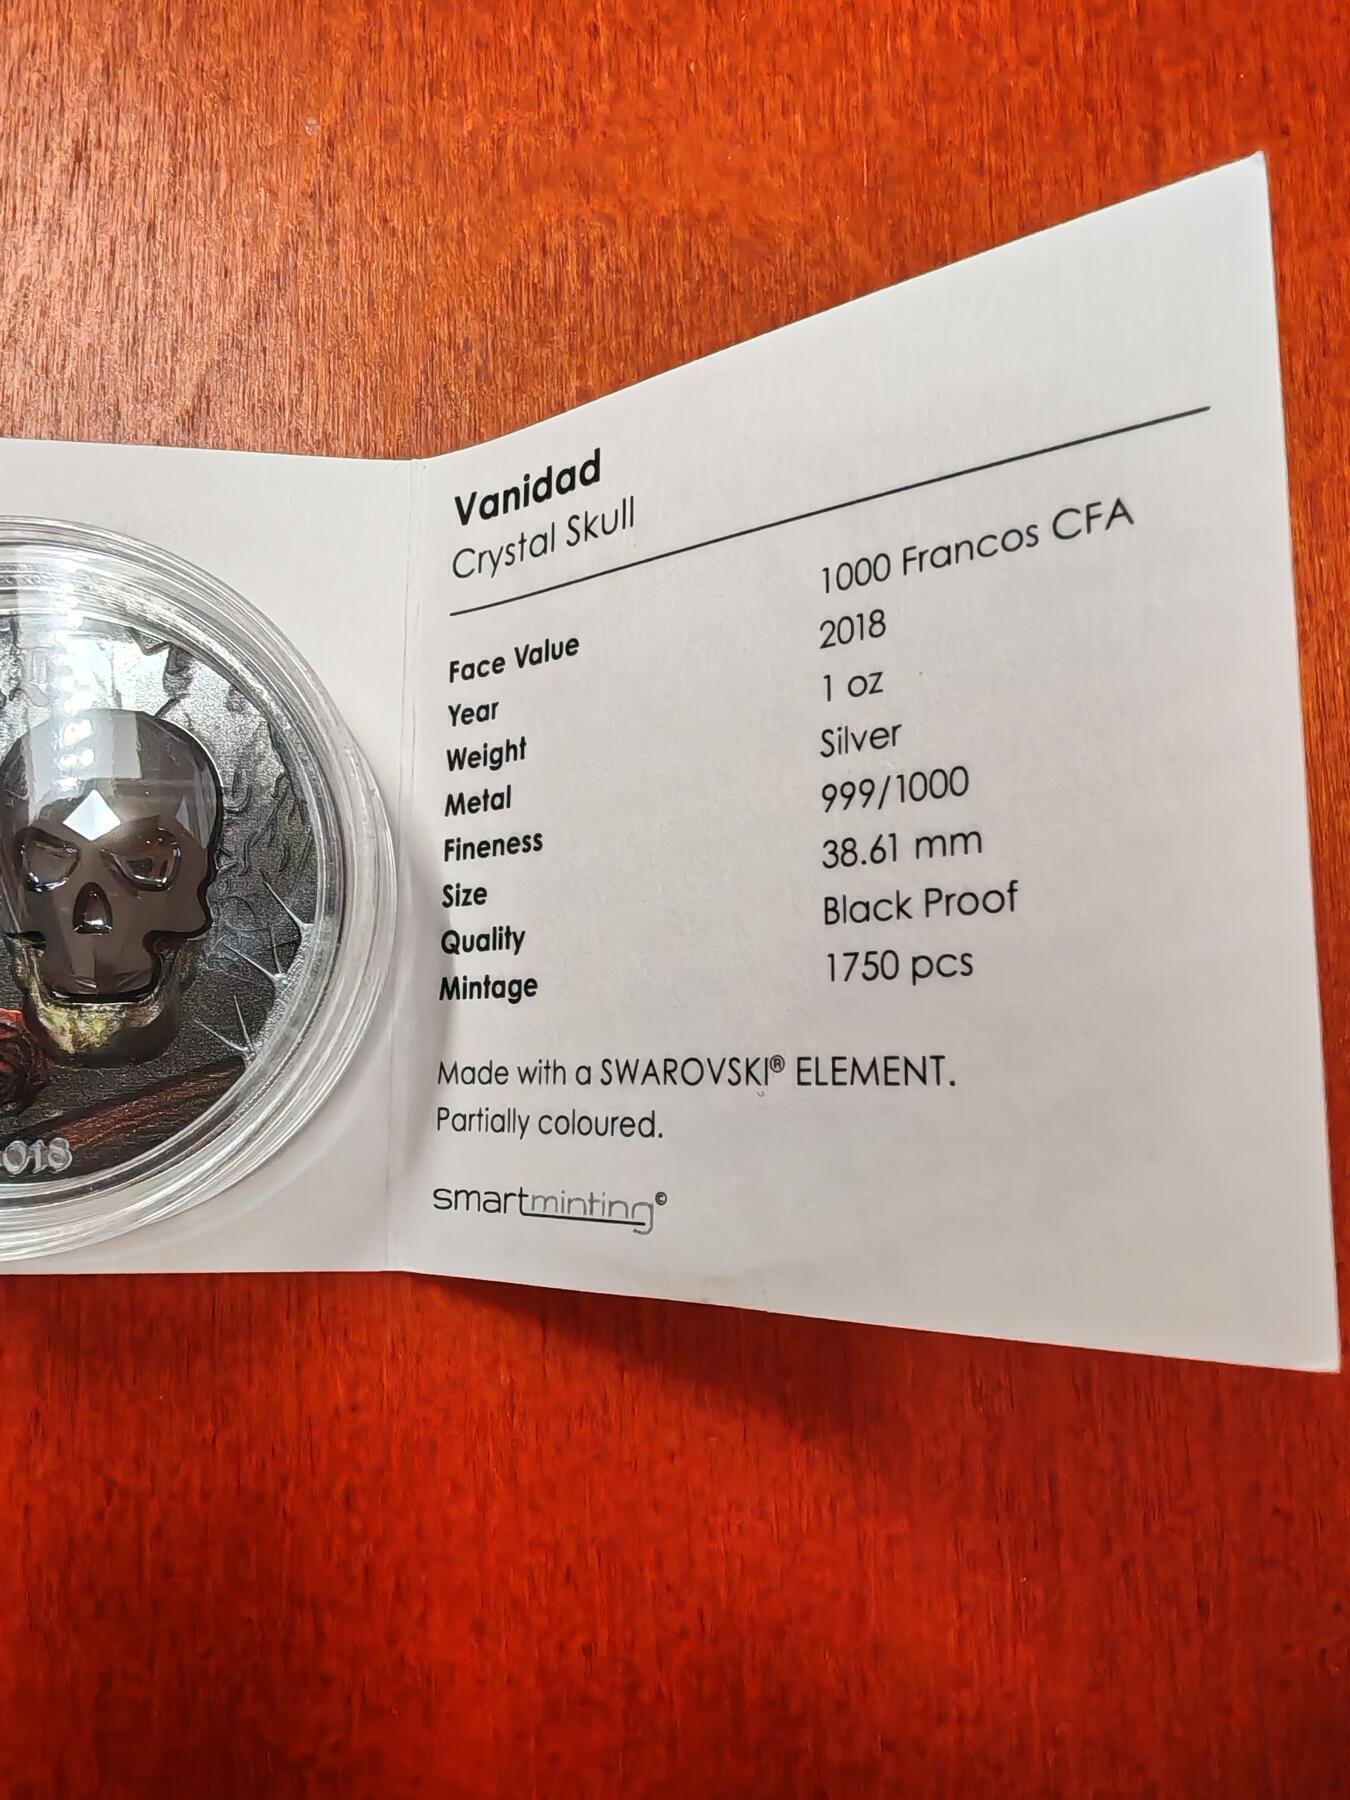 Vanidad
Crystal Skull
Face Value 1000 Francos CFA
Year 2018
Weight 1 oz
Metal Silver
Fineness 999/1000
Size 38.61 mm
Quality Black Proof
Mintage 1750 pcs
Made with a SWAROVSKI® ELEMENT.
Partially coloured.
smartminting©
018